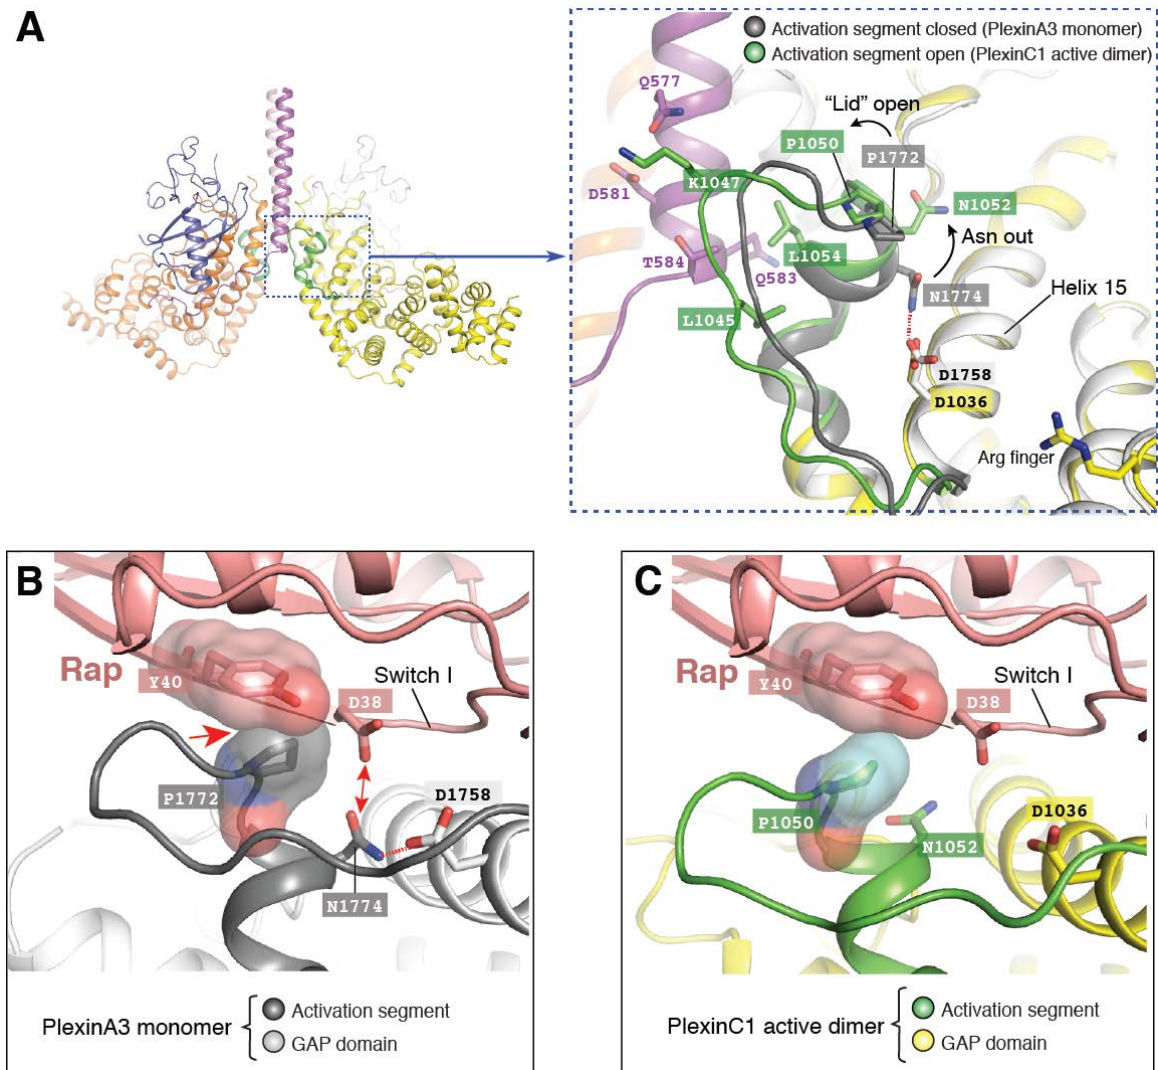 A
Activation segment closed (PlexinA3 monomer)
Activation segment open (PlexinC1 active dimer)
Q577
"Lid" open
P1050
P1772
K1047
D581
N1052
Asn out
L1054
T584
Q583
N1774
Helix 15
L1045
D1758
D1036
Arg finger
B
Rap
Y40
Switch I
D38
P1772
D1758
N1774
PlexinA3 monomer
Activation segment
GAP domain
C
Rap
Y40
Switch I
D38
P1050
D1036
N1052
PlexinC1 active dimer
Activation segment
GAP domain